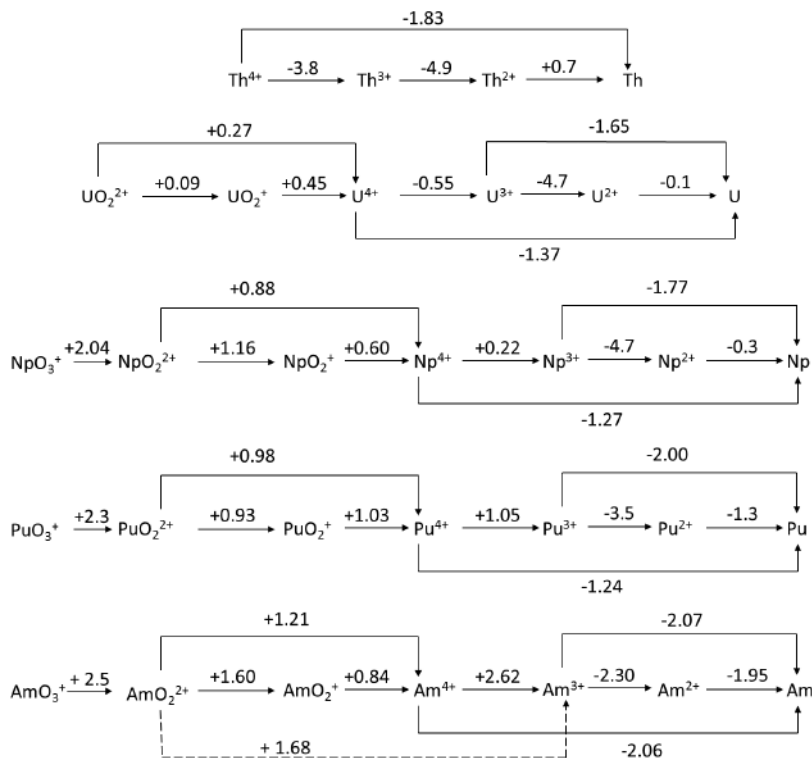 -1.83
Th⁴⁺ -3.8 Th³⁺ -4.9 Th²⁺ +0.7 Th
+0.27 -1.65
UO₂²⁺ +0.09 UO₂⁺ +0.45 U⁴⁺ -0.55 U³⁺ -4.7 U²⁺ -0.1 U
-1.37
+0.88 -1.77
NpO₃⁺ +2.04 NpO₂²⁺ +1.16 NpO₂⁺ +0.60 Np⁴⁺ +0.22 Np³⁺ -4.7 Np²⁺ -0.3 Np
-1.27
+0.98 -2.00
PuO₃⁺ +2.3 PuO₂²⁺ +0.93 PuO₂⁺ +1.03 Pu⁴⁺ +1.05 Pu³⁺ -3.5 Pu²⁺ -1.3 Pu
-1.24
+1.21 -2.07
AmO₃⁺ + 2.5 AmO₂²⁺ +1.60 AmO₂⁺ +0.84 Am⁴⁺ +2.62 Am³⁺ -2.30 Am²⁺ -1.95 Am
+ 1.68 -2.06